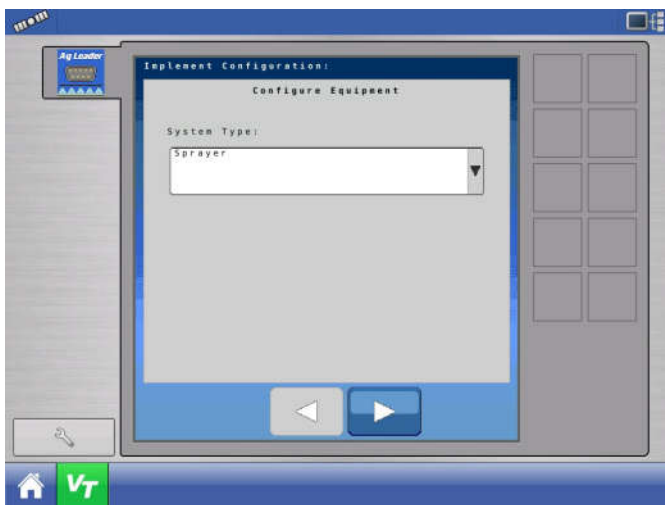 Ag Leader
Implement Configuration:
Configure Equipment
System Type:
Sprayer
VT